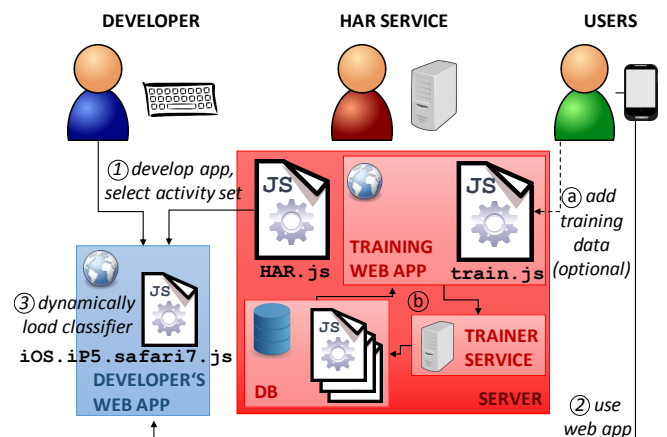 DEVELOPER
HAR SERVICE
USERS
① develop app,
select activity set
JS
HAR.js
JS
TRAINING
WEB APP
train.js
ⓐ add
training
data
(optional)
③ dynamically
load classifier
JS
iOS.iP5.safari7.js
DEVELOPER'S
WEB APP
ⓑ
JS
DB
TRAINER
SERVICE
SERVER
② use
web app